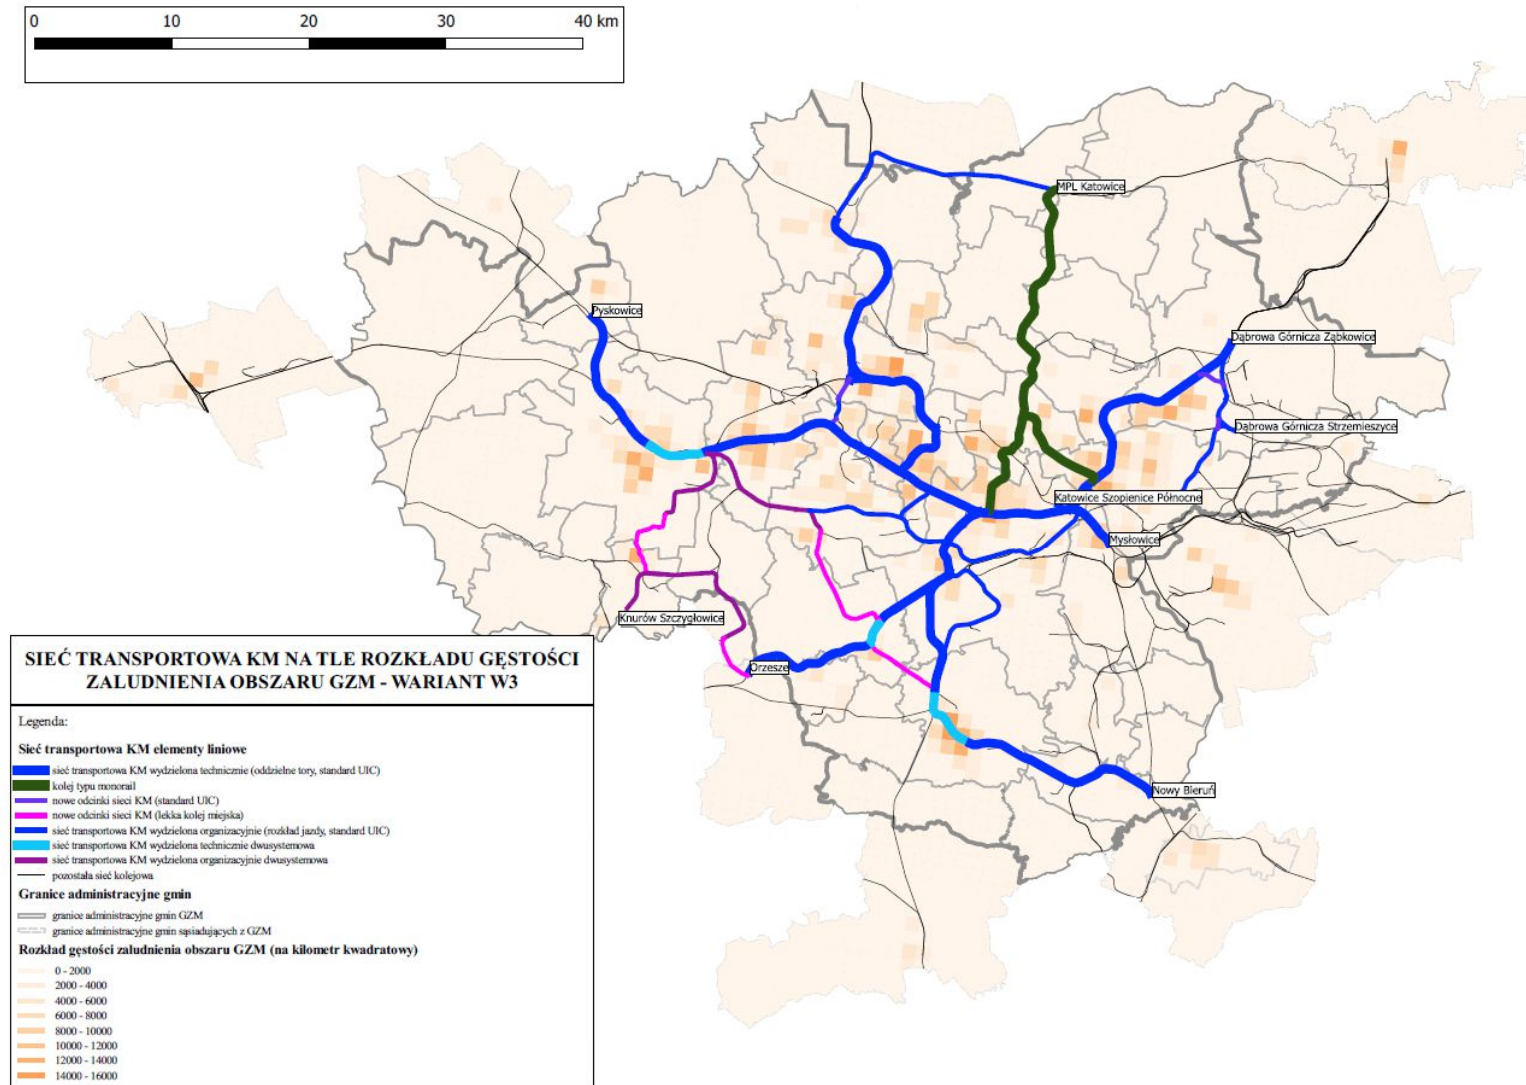 0 10 20 30 40 km
MPL Katowice
Pyskowice
Dąbrowa Górnicza Ząbkowice
Dąbrowa Górnicza Strzemieszyce
Katowice Szopienice Północne
Mysłowice
Knurów Szczygłowice
Orzesze
Nowy Bieruń
SIEĆ TRANSPORTOWA KM NA TLE ROZKŁADU GĘSTOŚCI
ZALUDNIENIA OBSZARU GZM - WARIANT W3
Legenda:
Sieć transportowa KM elementy liniowe
sieć transportowa KM wydzielona technicznie (oddzielne tory, standard UIC)
kolej typu monorail
nowe odcinki sieci KM (standard UIC)
nowe odcinki sieci KM (lekka kolej miejska)
sieć transportowa KM wydzielona organizacyjnie (rozkład jazdy, standard UIC)
sieć transportowa KM wydzielona technicznie dwusystemowa
sieć transportowa KM wydzielona organizacyjnie dwusystemowa
pozostała sieć kolejowa
Granice administracyjne gmin
granice administracyjne gmin GZM
granice administracyjne gmin sąsiadujących z GZM
Rozkład gęstości zaludnienia obszaru GZM (na kilometr kwadratowy)
0 - 2000
2000 - 4000
4000 - 6000
6000 - 8000
8000 - 10000
10000 - 12000
12000 - 14000
14000 - 16000